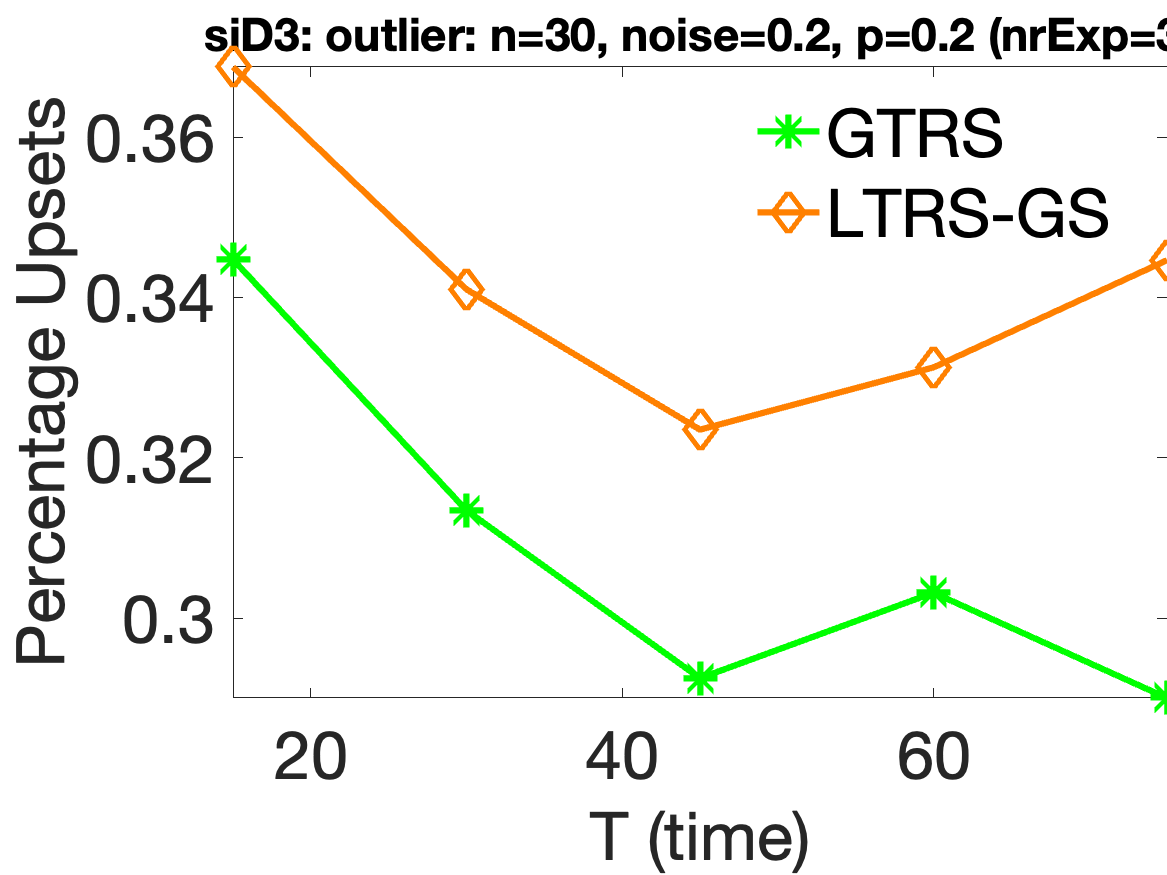 siD3: outlier: n=30, noise=0.2, p=0.2 (nrExp=3
Percentage Upsets
0.36
0.34
0.32
0.3
GTRS
LTRS-GS
20 40 60
T (time)